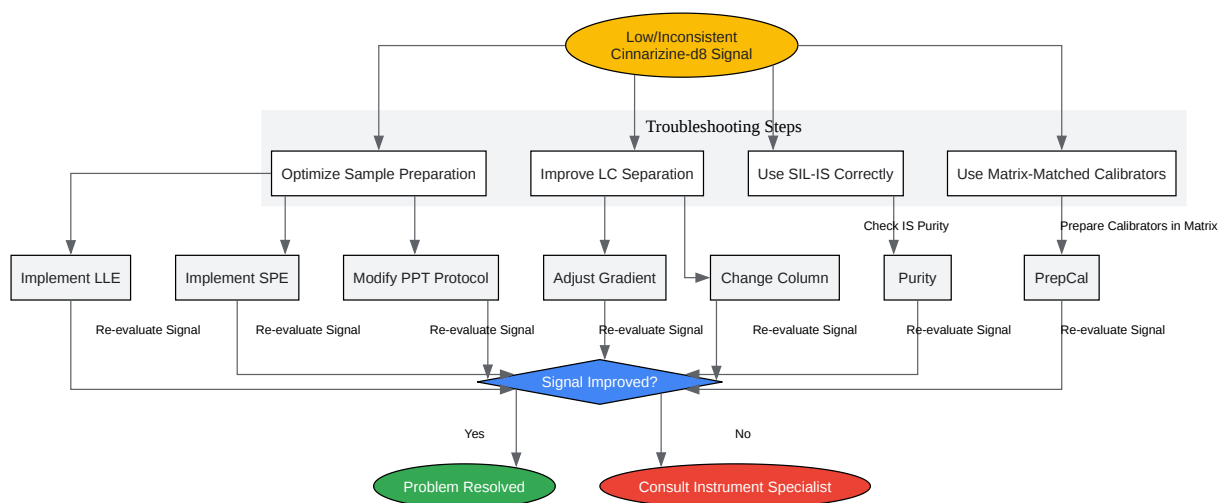 Low/Inconsistent
Cinnarizine-d8 Signal
Troubleshooting Steps
Optimize Sample Preparation
Improve LC Separation
Use SIL-IS Correctly
Use Matrix-Matched Calibrators
Check IS Purity
Prepare Calibrators in Matrix
Implement LLE
Implement SPE
Modify PPT Protocol
Adjust Gradient
Change Column
Purity
PrepCal
Re-evaluate Signal
Re-evaluate Signal
Re-evaluate Signal
Re-evaluate Signal
Re-evaluate Signal
Re-evaluate Signal
Re-evaluate Signal
Signal Improved?
Yes
No
Problem Resolved
Consult Instrument Specialist